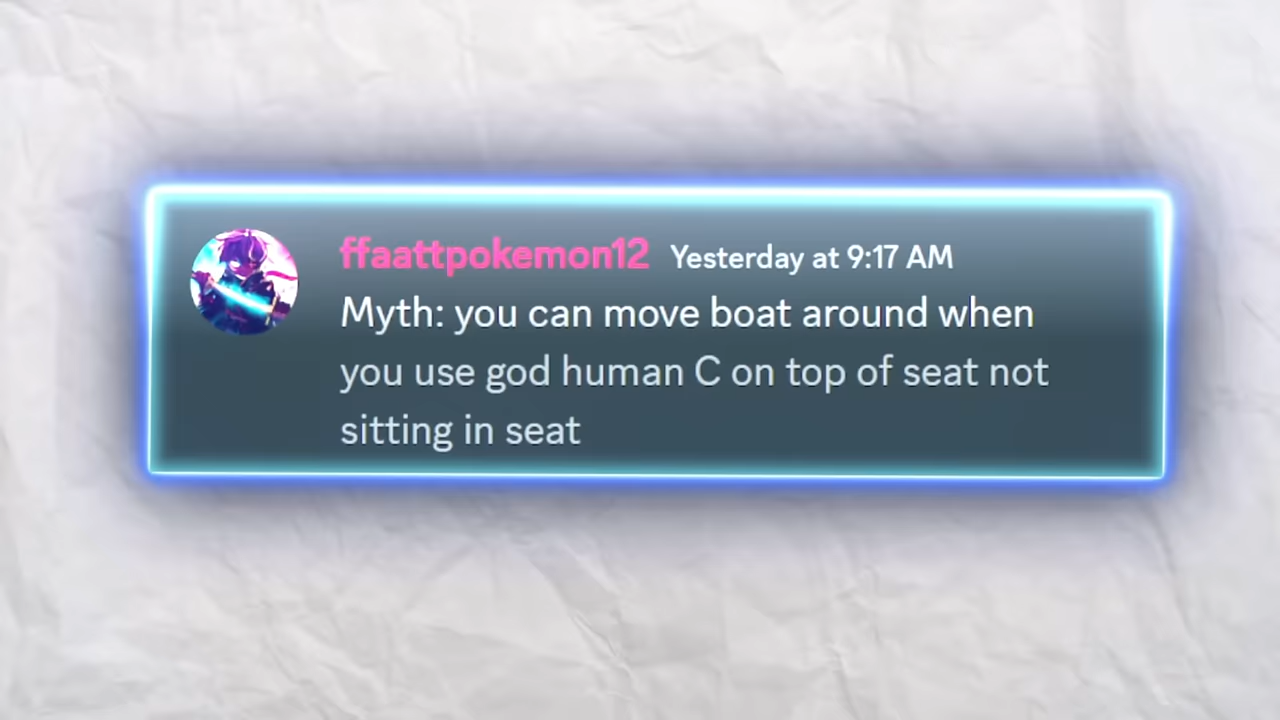 ffaattpokemon12 Yesterday at 9:17 AM
Myth: you can move boat around when
you use god human C on top of seat not
sitting in seat